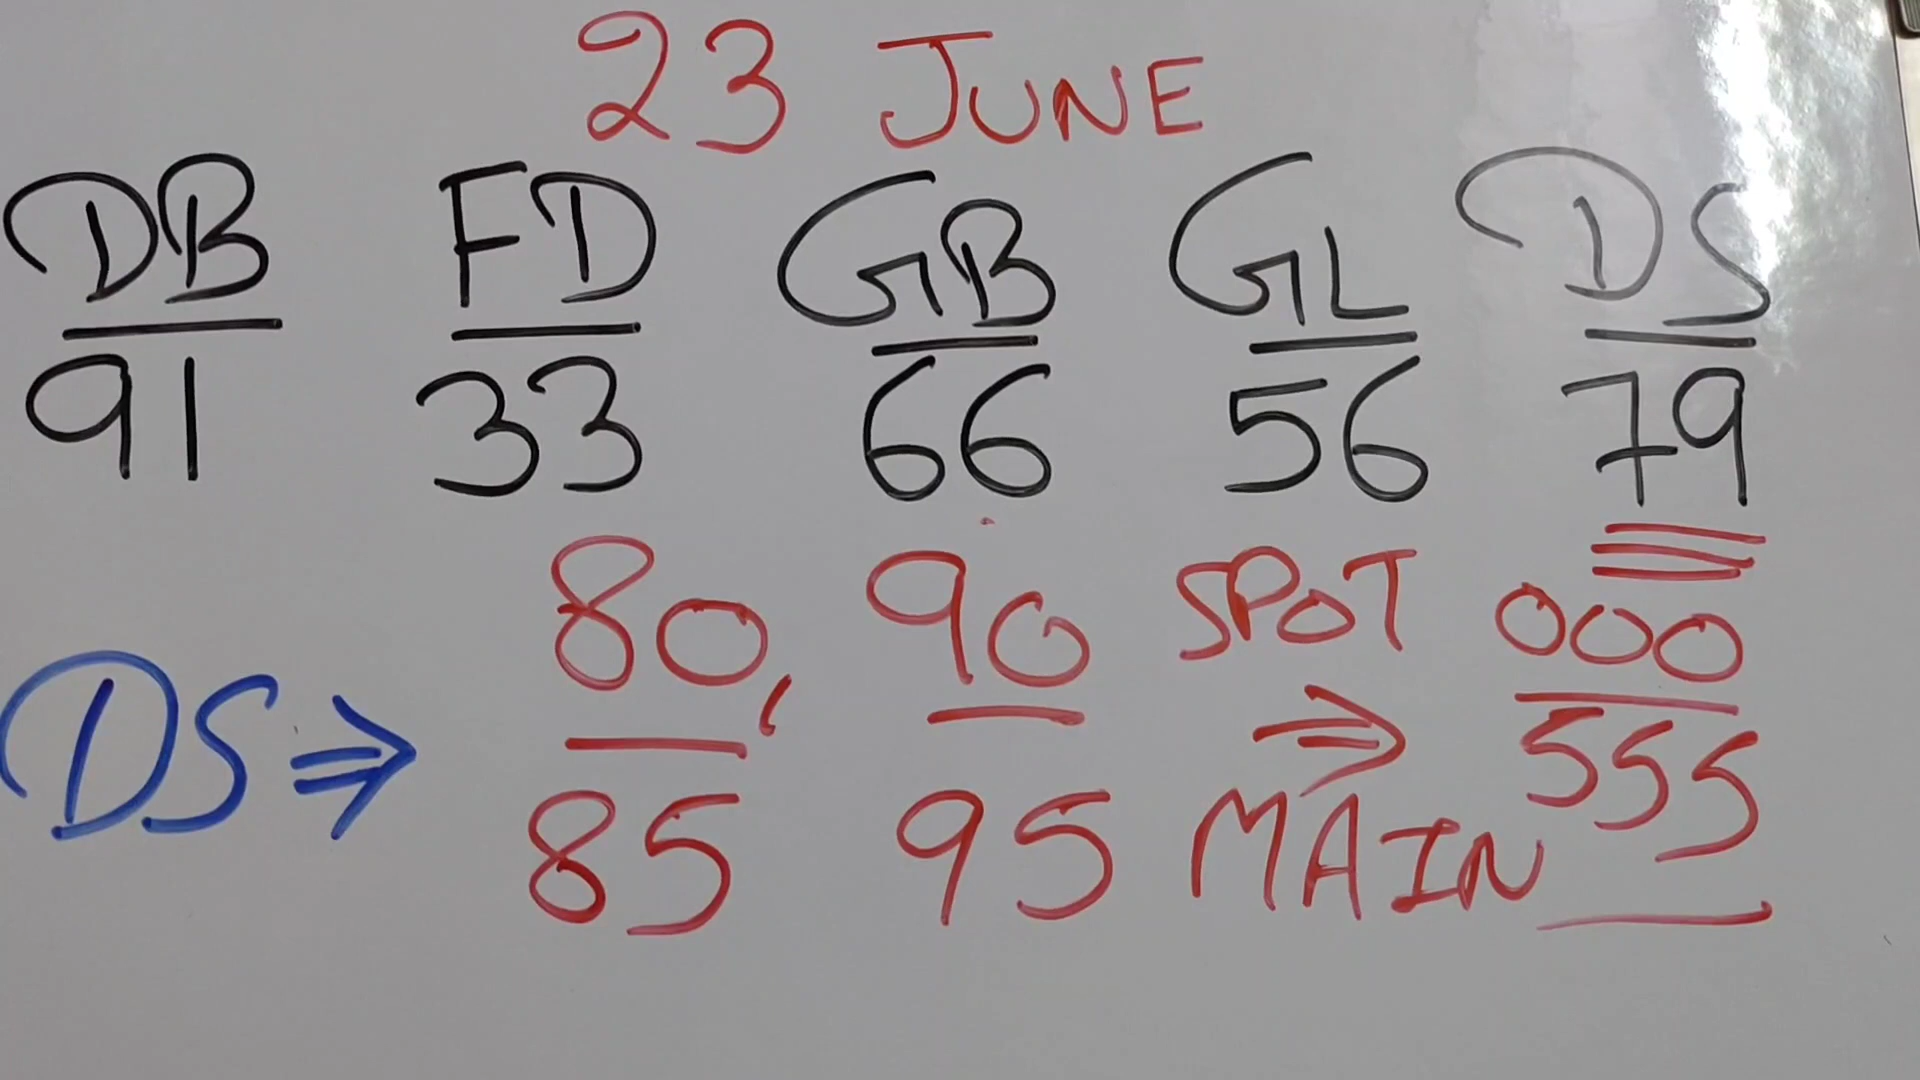 23 JUNE
DB FD GB GL DS
91 33 66 56 79
80, 90 SPOT 000
DS ⇒ ⇒ 555
85 95 MAIN